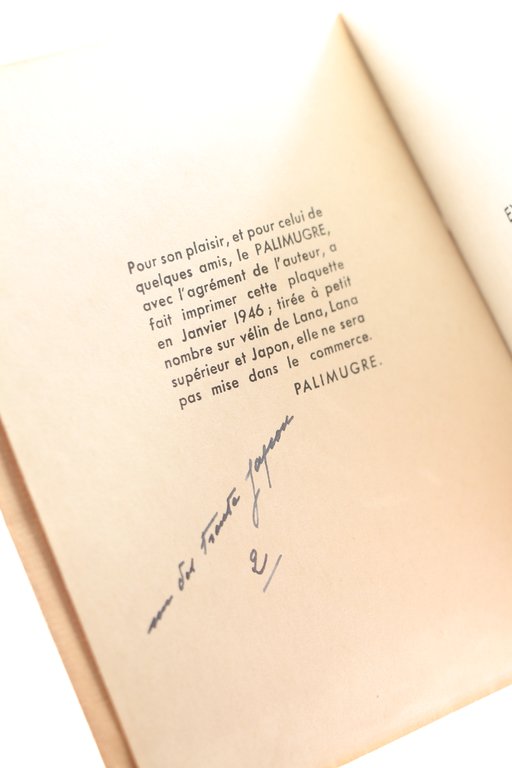 Pour son plaisir, et pour celui de
quelques amis, le PALIMUGRE,
avec l'agrément de l'auteur, a
fait imprimer cette plaquette
en Janvier 1946 ; tirée à petit
nombre sur vélin de Lana, Lana
supérieur et Japon, elle ne sera
pas mise dans le commerce.
PALIMUGRE.
un des trente Japon
2